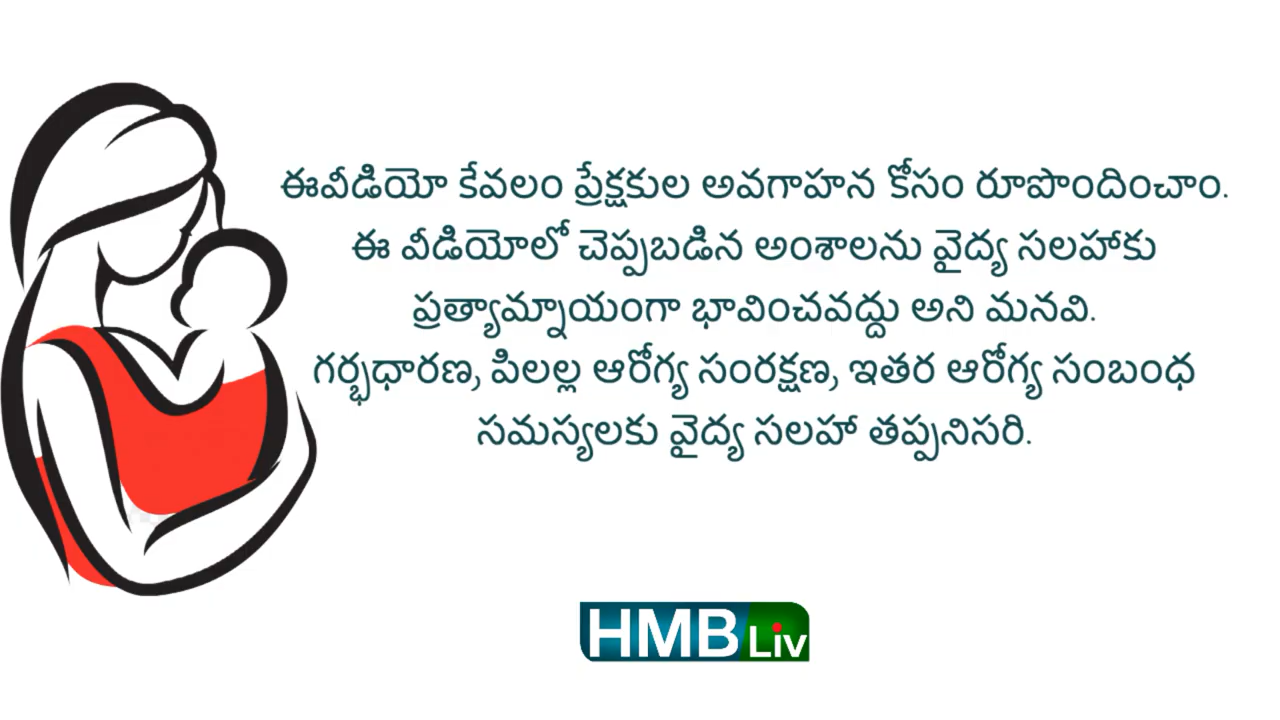 ఈవీడియో కేవలం ప్రేక్షకుల అవగాహన కోసం రూపొందించాం.
ఈ వీడియోలో చెప్పబడిన అంశాలను వైద్య సలహాకు
ప్రత్యామ్నాయంగా భావించవద్దు అని మనవి.
గర్భధారణ, పిలల్ల ఆరోగ్య సంరక్షణ, ఇతర ఆరోగ్య సంబంధ
సమస్యలకు వైద్య సలహా తప్పనిసరి.
HMB Liv